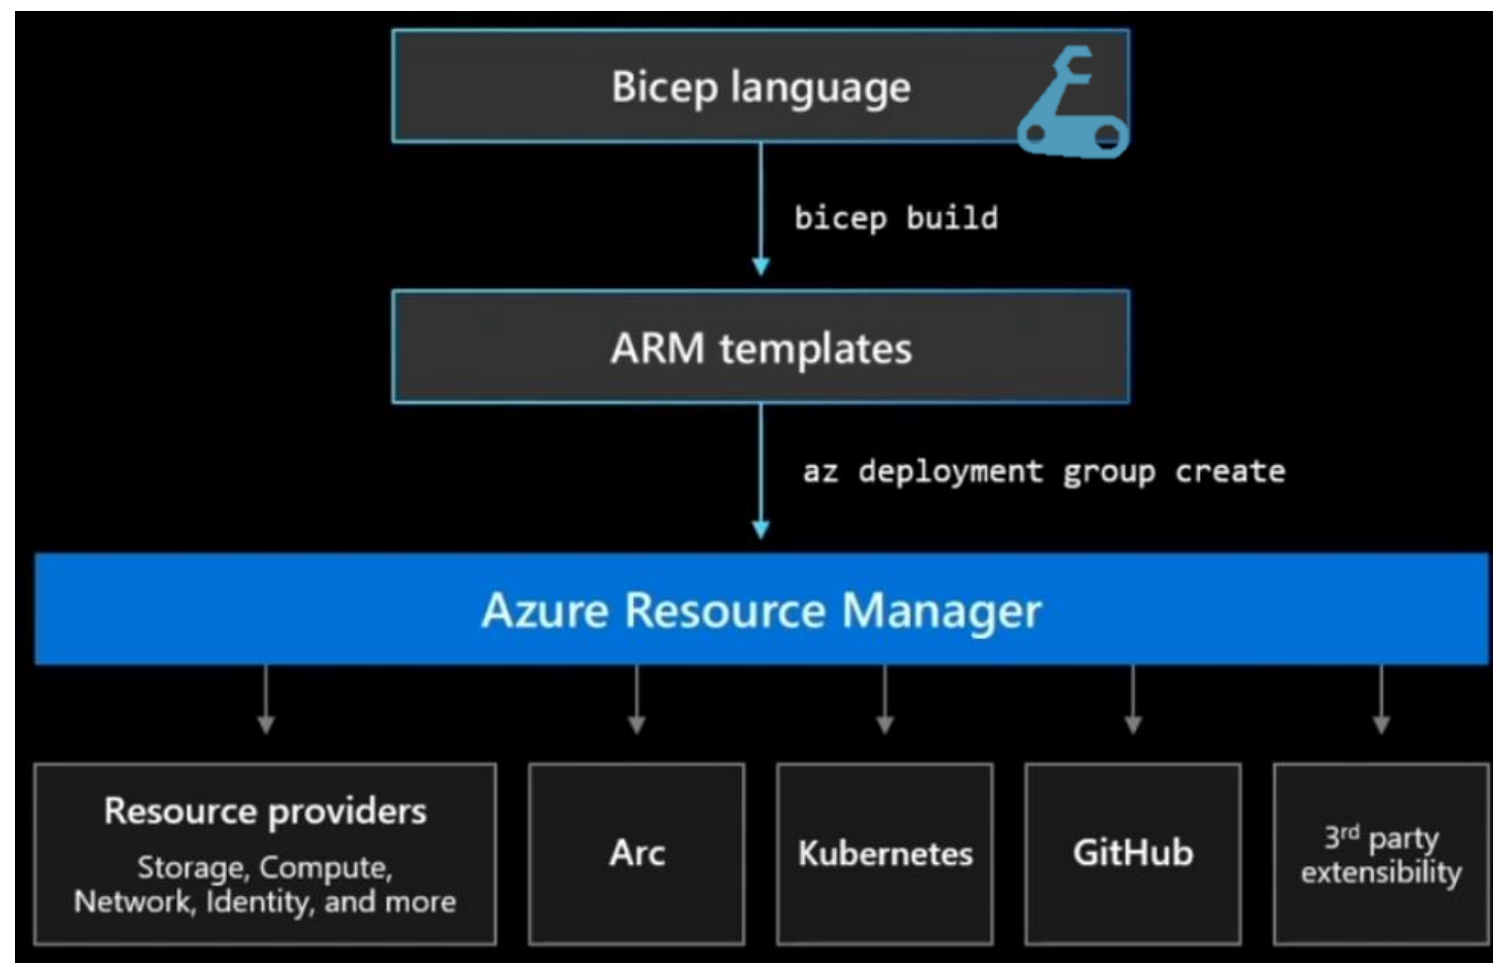 Bicep language
bicep build
ARM templates
az deployment group create
Azure Resource Manager
Resource providers
Storage, Compute,
Network, Identity, and more
Arc
Kubernetes
GitHub
3rd party
extensibility